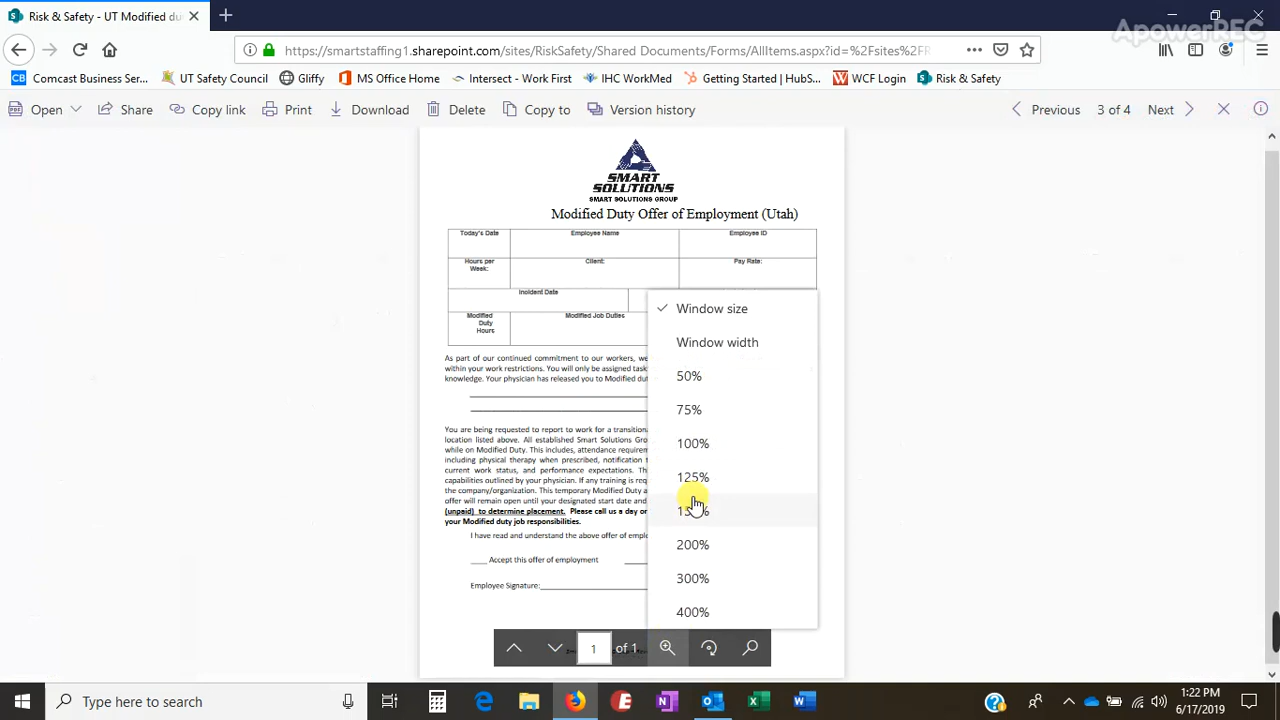 Risk & Safety - UT Modified du
ApowerREC
https://smartstaffing1.sharepoint.com/sites/RiskSafety/Shared Documents/Forms/AllItems.aspx?id=%2Fsites%2FR
Comcast Business Ser...
UT Safety Council
Gliffy
MS Office Home
Intersect - Work First
IHC WorkMed
Getting Started | HubS...
WCF Login
Risk & Safety
Open
Share
Copy link
Print
Download
Delete
Copy to
Version history
Previous
3 of 4
Next
SMART
SOLUTIONS
SMART SOLUTIONS GROUP
Modified Duty Offer of Employment (Utah)
Today's Date
Employee Name
Employee ID
Hours per
Week:
Client:
Pay Rate:
Incident Date
Modified
Duty
Hours
Modified Job Duties
As part of our continued commitment to our workers, we
within your work restrictions. You will only be assigned task
knowledge. Your physician has released you to Modified dut
You are being requested to report to work for a transitiona
location listed above. All established Smart Solutions Gro
while on Modified Duty. This includes, attendance requirem
including physical therapy when prescribed, notification
current work status, and performance expectations. Th
capabilities outlined by your physician. If any training is requ
the company/organization. This temporary Modified Duty a
offer will remain open until your designated start date and
(unpaid) to determine placement. Please call us a day or
your Modified duty job responsibilities.
I have read and understand the above offer of empl
Accept this offer of employment
Employee Signature:
Window size
Window width
50%
75%
100%
125%
200%
300%
400%
1 of 1
Type here to search
1:22 PM
6/17/2019